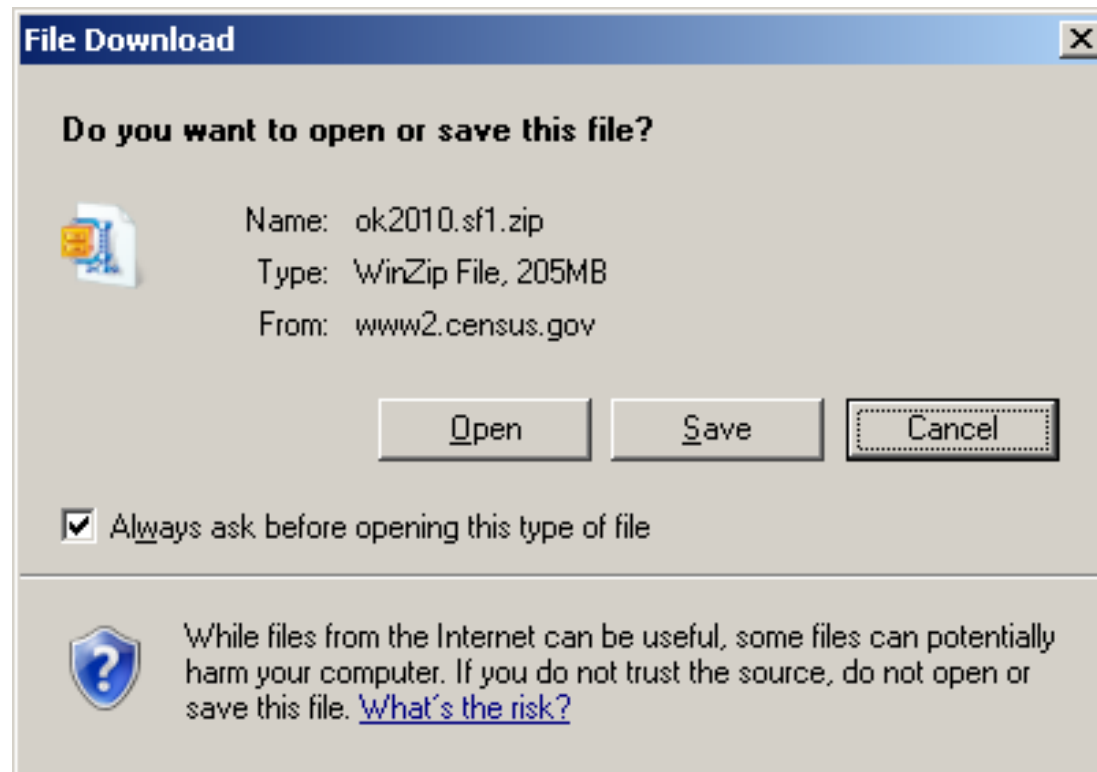 File Download
Do you want to open or save this file?
Name: ok2010.sf1.zip
Type: WinZip File, 205MB
From: www2.census.gov
Open Save Cancel
Always ask before opening this type of file
While files from the Internet can be useful, some files can potentially
harm your computer. If you do not trust the source, do not open or
save this file. What's the risk?